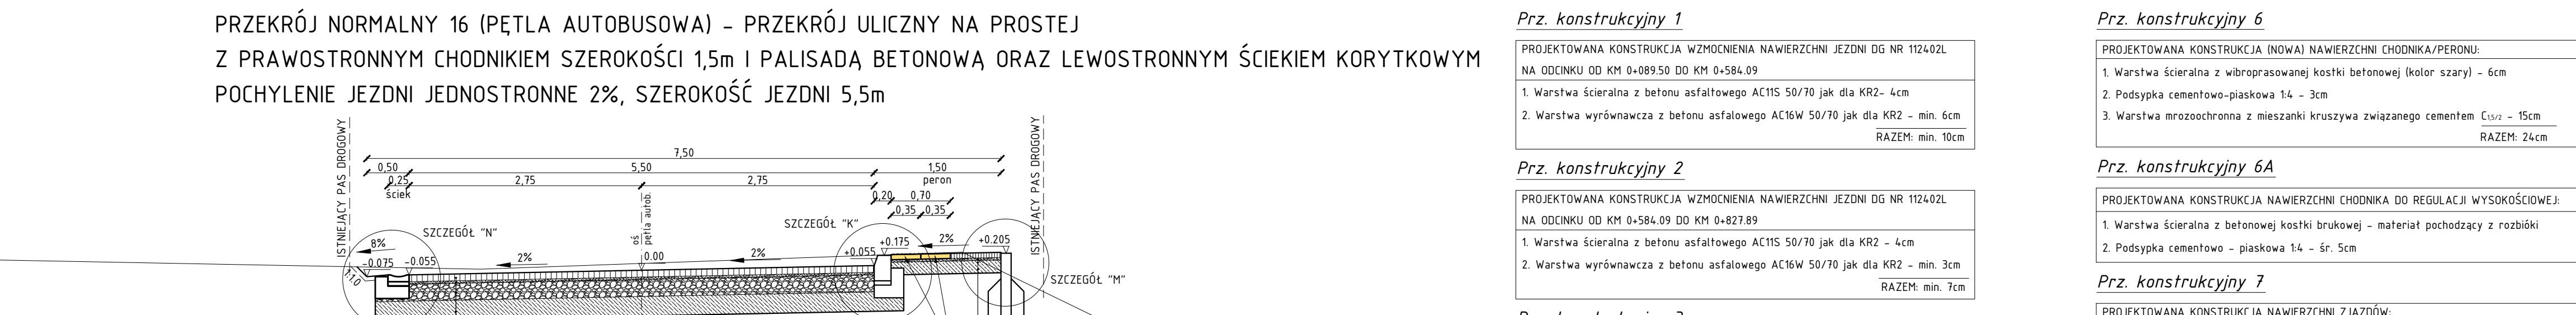 PRZEKRÓJ NORMALNY 16 (PĘTLA AUTOBUSOWA) - PRZEKRÓJ ULICZNY NA PROSTEJ
Z PRAWOSTRONNYM CHODNIKIEM SZEROKOŚCI 1,5m I PALISADĄ BETONOWĄ ORAZ LEWOSTRONNYM ŚCIEKIEM KORYTKOWYM
POCHYLENIE JEZDNI JEDNOSTRONNE 2%, SZEROKOŚĆ JEZDNI 5,5m
ISTNIEJĄCY PAS DROGOWY
ISTNIEJĄCY PAS DROGOWY
7,50
0,50
5,50
1,50
0,25
2,75
2,75
peron
ściek
0,20
0,70
0,35
0,35
oś
pętla autob.
SZCZEGÓŁ "N"
SZCZEGÓŁ "K"
8%
2%
2%
2%
+0.175
+0.205
-0.075
-0.055
0.00
+0.055
1:1.0
SZCZEGÓŁ "M"
Prz. konstrukcyjny 1
PROJEKTOWANA KONSTRUKCJA WZMOCNIENIA NAWIERZCHNI JEZDNI DG NR 112402L
NA ODCINKU OD KM 0+089.50 DO KM 0+584.09
1. Warstwa ścieralna z betonu asfaltowego AC11S 50/70 jak dla KR2- 4cm
2. Warstwa wyrównawcza z betonu asfalowego AC16W 50/70 jak dla KR2 - min. 6cm
RAZEM: min. 10cm
Prz. konstrukcyjny 2
PROJEKTOWANA KONSTRUKCJA WZMOCNIENIA NAWIERZCHNI JEZDNI DG NR 112402L
NA ODCINKU OD KM 0+584.09 DO KM 0+827.89
1. Warstwa ścieralna z betonu asfaltowego AC11S 50/70 jak dla KR2 - 4cm
2. Warstwa wyrównawcza z betonu asfalowego AC16W 50/70 jak dla KR2 - min. 3cm
RAZEM: min. 7cm
Prz. konstrukcyjny 6
PROJEKTOWANA KONSTRUKCJA (NOWA) NAWIERZCHNI CHODNIKA/PERONU:
1. Warstwa ścieralna z wibroprasowanej kostki betonowej (kolor szary) - 6cm
2. Podsypka cementowo-piaskowa 1:4 - 3cm
3. Warstwa mrozoochronna z mieszanki kruszywa związanego cementem C1,5/2 - 15cm
RAZEM: 24cm
Prz. konstrukcyjny 6A
PROJEKTOWANA KONSTRUKCJA NAWIERZCHNI CHODNIKA DO REGULACJI WYSOKOŚCIOWEJ:
1. Warstwa ścieralna z betonowej kostki brukowej - materiał pochodzący z rozbiórki
2. Podsypka cementowo - piaskowa 1:4 - śr. 5cm
Prz. konstrukcyjny 7
PROJEKTOWANA KONSTRUKCJA NAWIERZCHNI ZJAZDÓW: